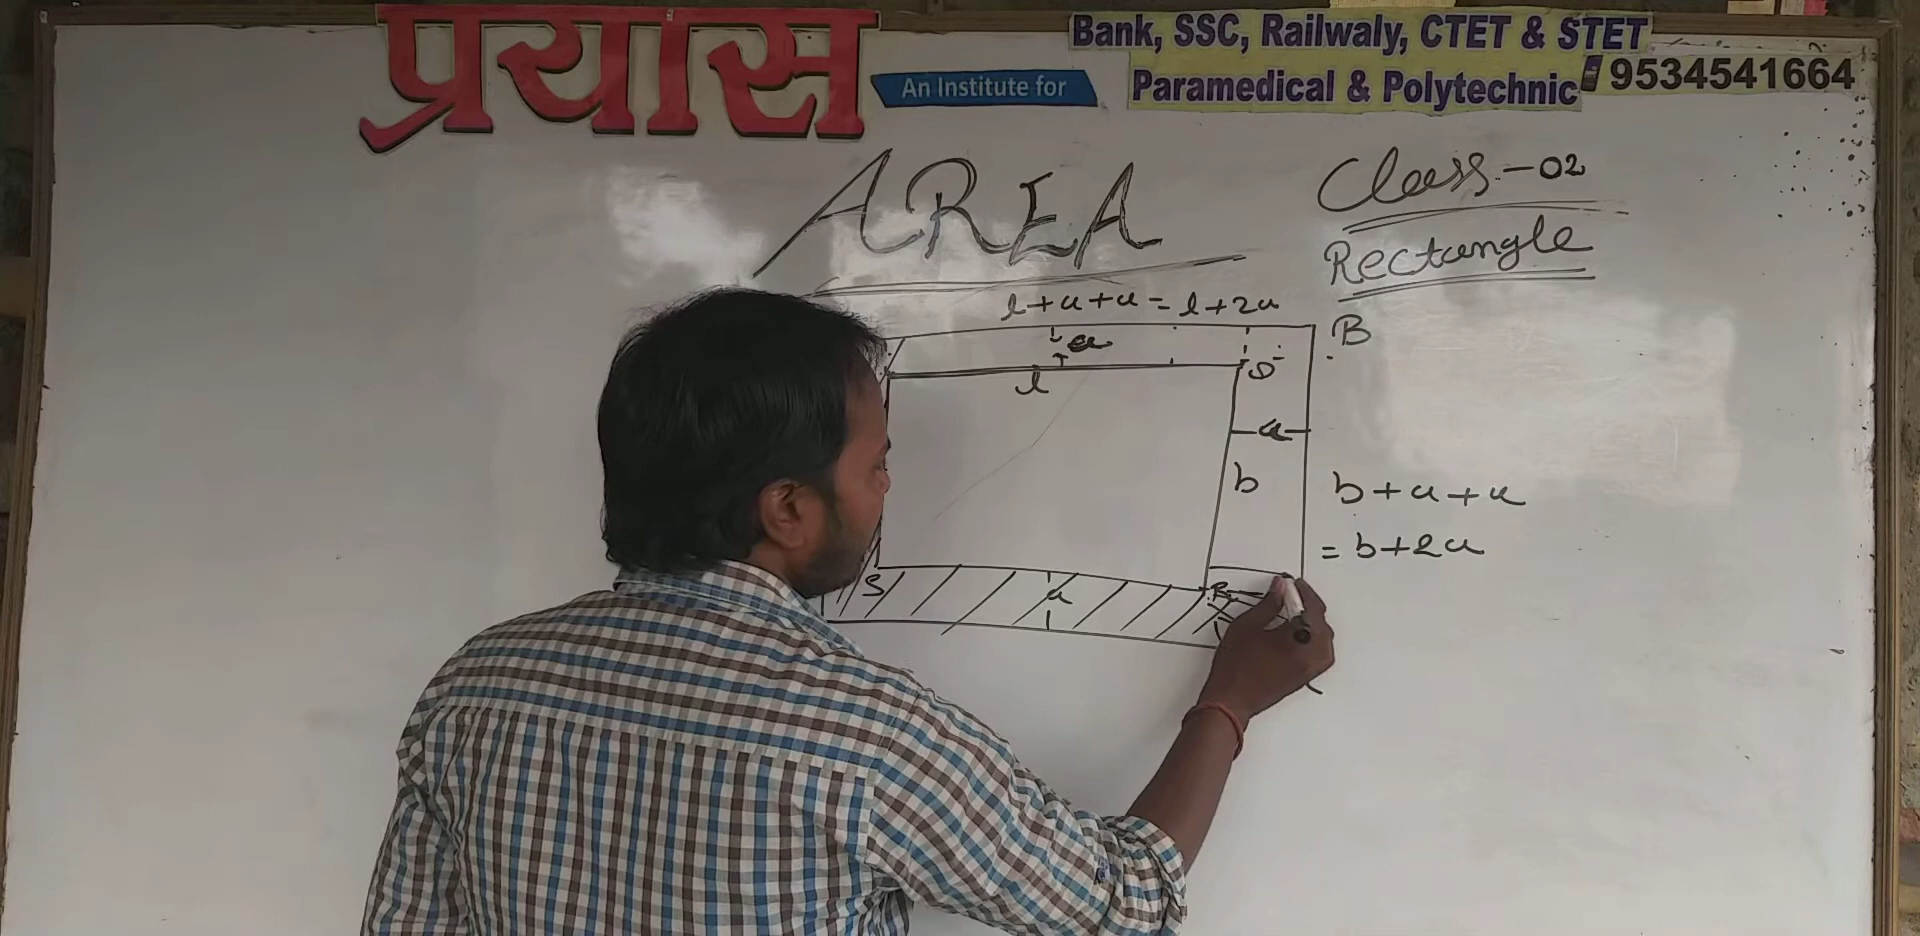 प्रयास
An Institute for
Bank, SSC, Railwaly, CTET & STET
Paramedical & Polytechnic
9534541664
AREA
Class-02
Rectangle
l+a+a=l+2a
B
a
l
a
b
b+a+a
=b+2a
S
a
R